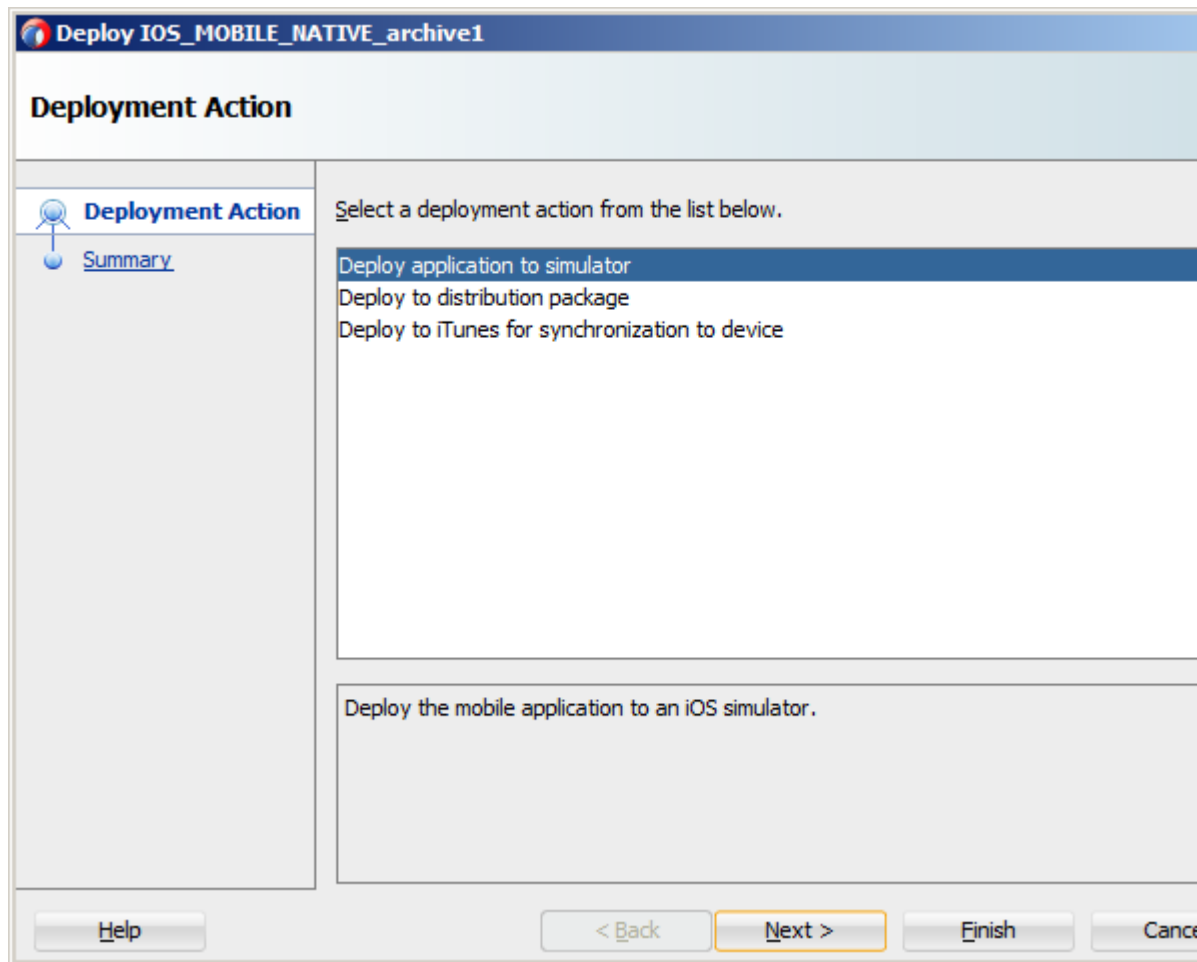 Deploy IOS_MOBILE_NATIVE_archive1
Deployment Action
Deployment Action
Summary
Select a deployment action from the list below.
Deploy application to simulator
Deploy to distribution package
Deploy to iTunes for synchronization to device
Deploy the mobile application to an iOS simulator.
Help
< Back
Next >
Finish